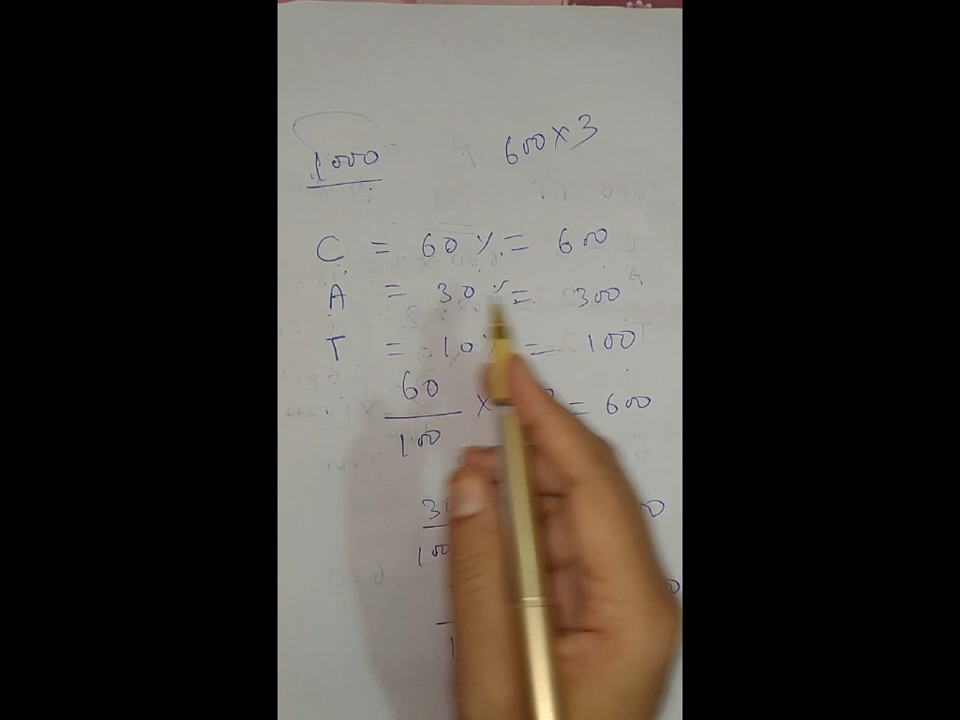 1000 600×3
C = 60% = 600
A = 30% = 300
T = 10% = 100
60
100
× = 600